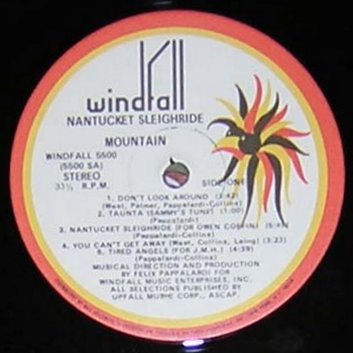 windfall
NANTUCKET SLEIGHRIDE
MOUNTAIN
WINDFALL 5500
(5500 SA)
STEREO
33⅓ R.P.M.
SIDE ONE
1. DON'T LOOK AROUND (3:42)
(West, Palmer, Pappalardi-Collins)
2. TAUNTA (SAMMY'S TUNE) (1:00)
(Pappalardi)
3. NANTUCKET SLEIGHRIDE (FOR OWEN COFFIN) (5:49)
(Pappalardi-Collins)
4. YOU CAN'T GET AWAY (West, Collins, Laing) (3:23)
5. TIRED ANGELS (FOR J.M.H.) (4:39)
(Pappalardi-Collins)
MUSICAL DIRECTION AND PRODUCTION
BY FELIX PAPPALARDI FOR
WINDFALL MUSIC ENTERPRISES, INC.
ALL SELECTIONS PUBLISHED BY
UPFALL MUSIC CORP., ASCAP.